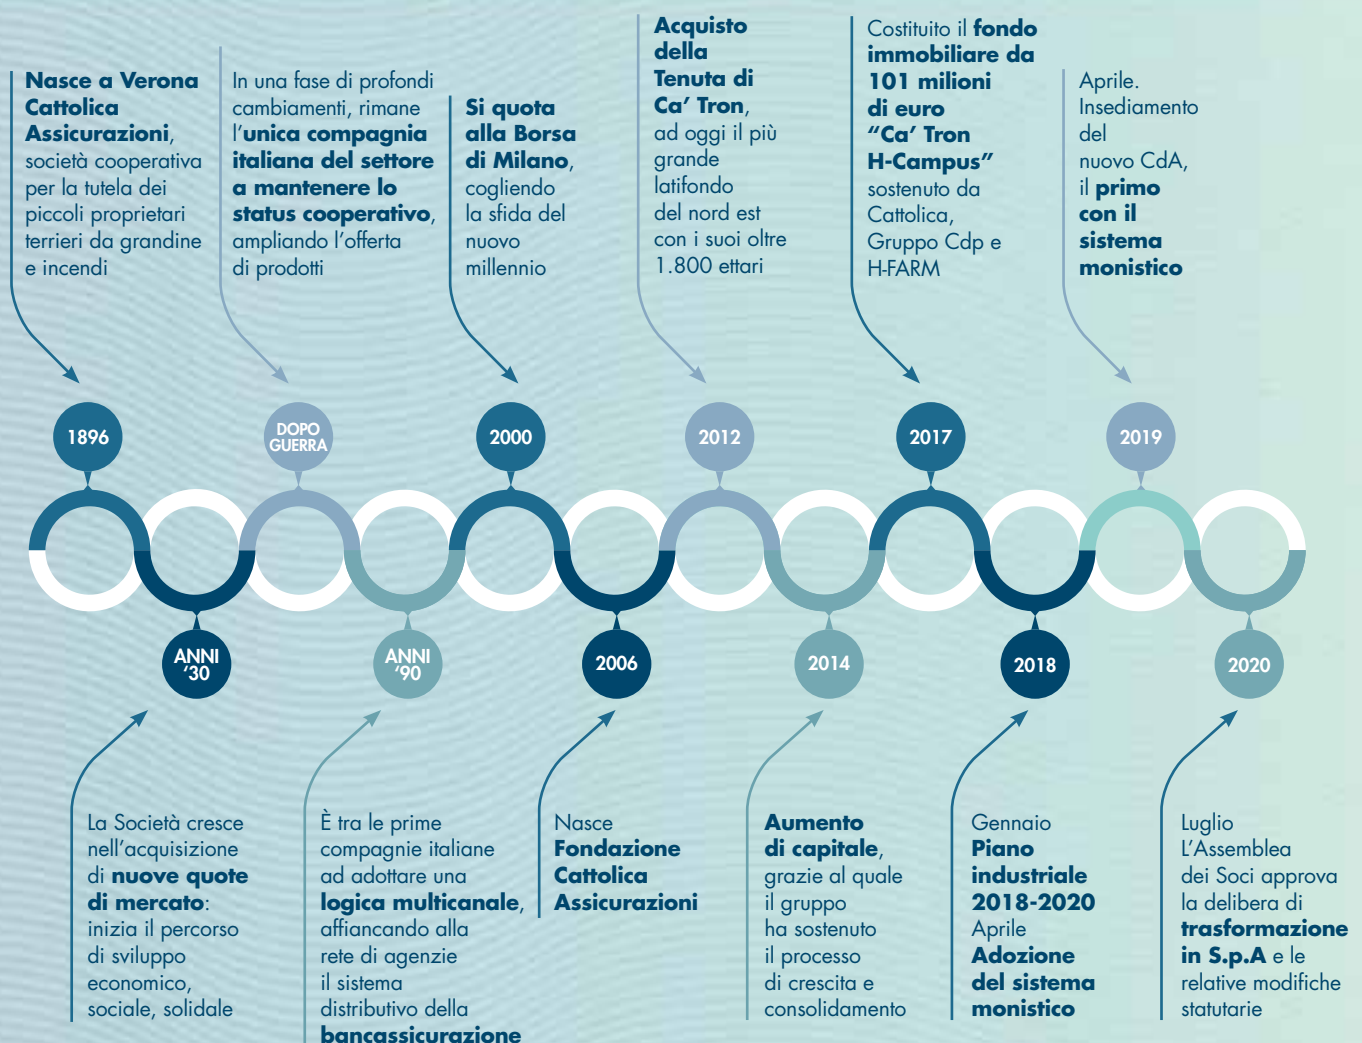 Nasce a Verona
Cattolica
Assicurazioni,
società cooperativa
per la tutela dei
piccoli proprietari
terrieri da grandine
e incendi
In una fase di profondi
cambiamenti, rimane
l’unica compagnia
italiana del settore
a mantenere lo
status cooperativo,
ampliando l’offerta
di prodotti
Si quota
alla Borsa
di Milano,
cogliendo
la sfida del
nuovo
millennio
Acquisto
della
Tenuta di
Ca’ Tron,
ad oggi il più
grande
latifondo
del nord est
con i suoi oltre
1.800 ettari
Costituito il fondo
immobiliare da
101 milioni
di euro
“Ca’ Tron
H-Campus”
sostenuto da
Cattolica,
Gruppo Cdp e
H-FARM
Aprile.
Insediamento
del
nuovo CdA,
il primo
con il
sistema
monistico
1896
DOPO
GUERRA
2000
2012
2017
2019
ANNI
‘30
ANNI
‘90
2006
2014
2018
2020
La Società cresce
nell’acquisizione
di nuove quote
di mercato:
inizia il percorso
di sviluppo
economico,
sociale, solidale
È tra le prime
compagnie italiane
ad adottare una
logica multicanale,
affiancando alla
rete di agenzie
il sistema
distributivo della
bancassicurazione
Nasce
Fondazione
Cattolica
Assicurazioni
Aumento
di capitale,
grazie al quale
il gruppo
ha sostenuto
il processo
di crescita e
consolidamento
Gennaio
Piano
industriale
2018-2020
Aprile
Adozione
del sistema
monistico
Luglio
L’Assemblea
dei Soci approva
la delibera di
trasformazione
in S.p.A e le
relative modifiche
statutarie